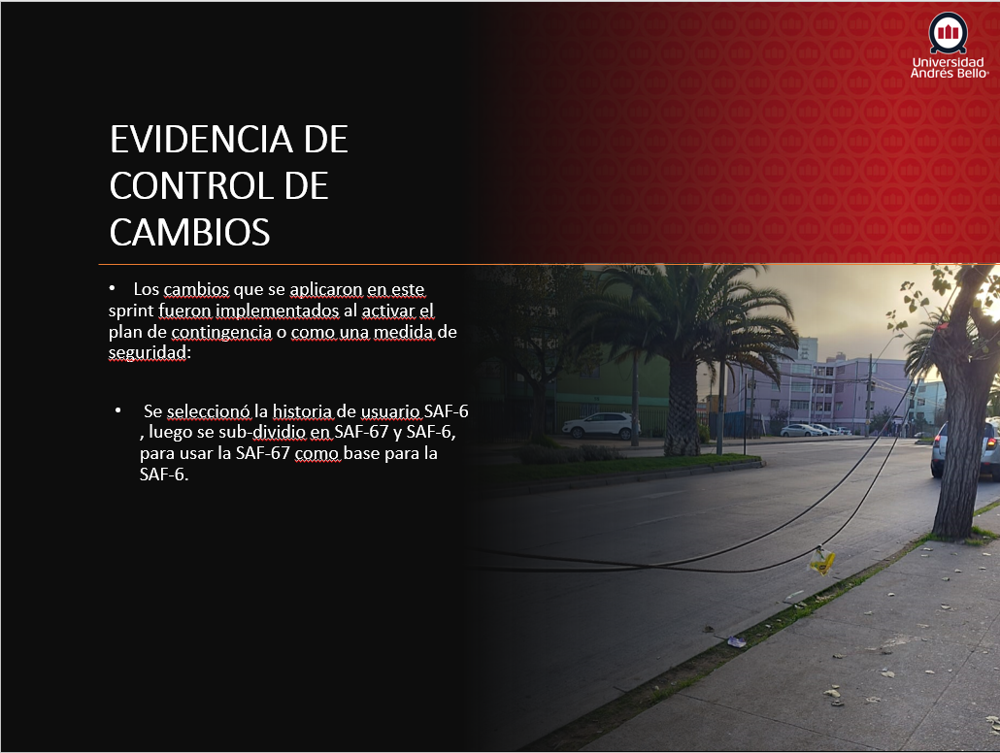 Universidad
Andrés Bello
EVIDENCIA DE
CONTROL DE
CAMBIOS
• Los cambios que se aplicaron en este
sprint fueron implementados al activar el
plan de contingencia o como una medida de
seguridad:
• Se seleccionó la historia de usuario SAF-6
, luego se sub-dividio en SAF-67 y SAF-6,
para usar la SAF-67 como base para la
SAF-6.